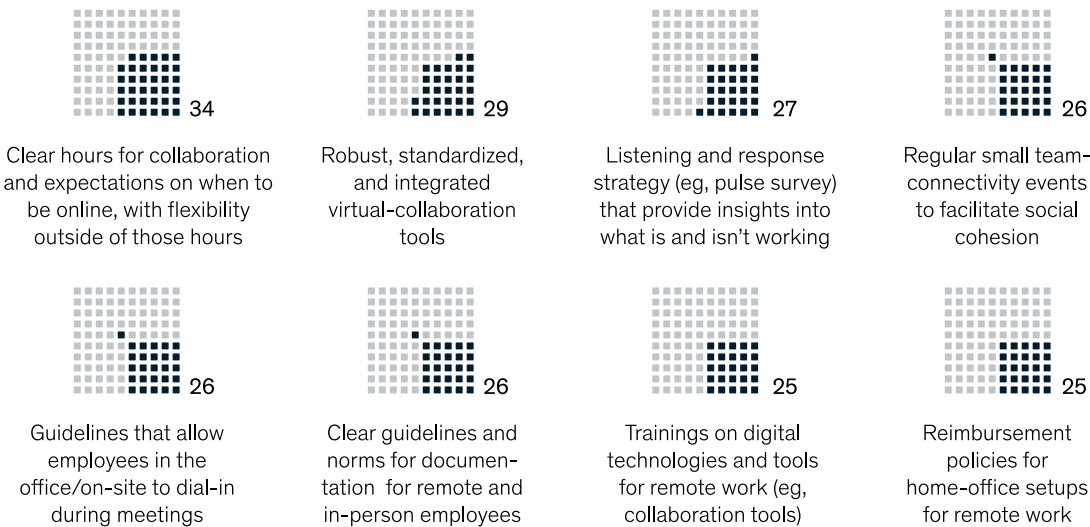 34
Clear hours for collaboration
and expectations on when to
be online, with flexibility
outside of those hours
29
Robust, standardized,
and integrated
virtual-collaboration
tools
27
Listening and response
strategy (eg, pulse survey)
that provide insights into
what is and isn't working
26
Regular small team-
connectivity events
to facilitate social
cohesion
26
Guidelines that allow
employees in the
office/on-site to dial-in
during meetings
26
Clear guidelines and
norms for documen-
tation for remote and
in-person employees
25
Trainings on digital
technologies and tools
for remote work (eg,
collaboration tools)
25
Reimbursement
policies for
home-office setups
for remote work